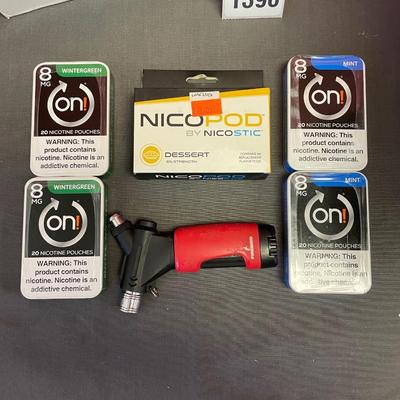 1390
8
MG
WINTERGREEN
on!
20 NICOTINE POUCHES
WARNING: This
product contains
nicotine. Nicotine is an
addictive chemical.
NICOPOD
BY NICOSTIC
DESSERT
8
MG
MINT
on!
20 NICOTINE POUCHES
WARNING: This
product contains
nicotine. Nicotine is an
addictive chemical.
8
MG
WINTERGREEN
on!
20 NICOTINE POUCHES
WARNING: This
product contains
nicotine. Nicotine is an
addictive chemical.
NICOPOD
8
MG
MINT
on!
20 NICOTINE POUCHES
WARNING: This
product contains
nicotine. Nicotine is an
addictive chemical.